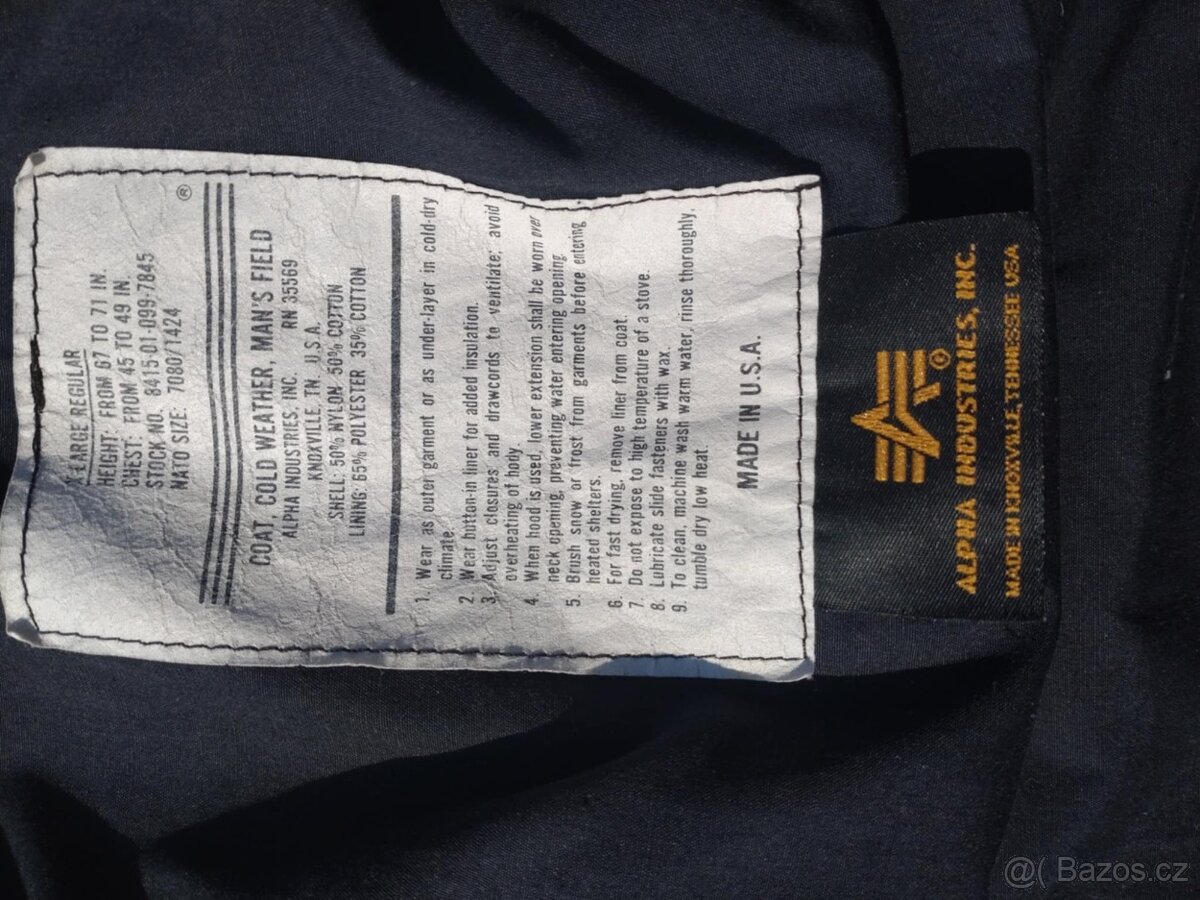 X-LARGE REGULAR
HEIGHT: FROM 67 TO 71 IN.
CHEST: FROM 45 TO 49 IN.
STOCK NO. 8415-01-099-7845
NATO SIZE: 7080/1424
®
COAT, COLD WEATHER, MAN'S FIELD
ALPHA INDUSTRIES, INC. RN 35569
KNOXVILLE, TN U.S.A.
SHELL: 50% NYLON 50% COTTON
LINING: 65% POLYESTER 35% COTTON
1. Wear as outer garment or as under-layer in cold-dry
climate.
2. Wear button-in liner for added insulation.
3. Adjust closures and drawcords to ventilate; avoid
overheating of body.
4. When hood is used, lower extension shall be worn over
neck opening, preventing water entering opening.
5. Brush snow or frost from garments before entering
heated shelters.
6. For fast drying, remove liner from coat.
7. Do not expose to high temperature of a stove.
8. Lubricate slide fasteners with wax.
9. To clean, machine wash warm water, rinse thoroughly,
tumble dry low heat.
MADE IN U.S.A.
®
ALPHA INDUSTRIES, INC.
MADE IN KNOXVILLE, TENNESSEE USA
@( Bazos.cz